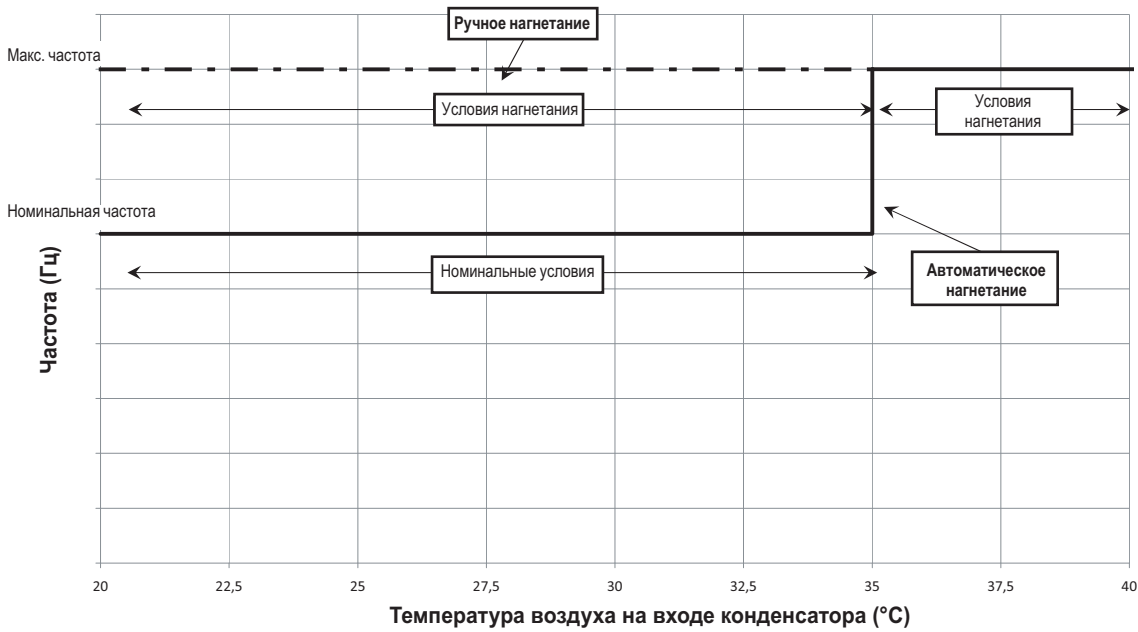 Ручное нагнетание
Макс. частота
Условия нагнетания
Условия
нагнетания
Номинальная частота
Номинальные условия
Автоматическое
нагнетание
Частота (Гц)
20 22,5 25 27,5 30 32,5 35 37,5 40
Температура воздуха на входе конденсатора (°C)